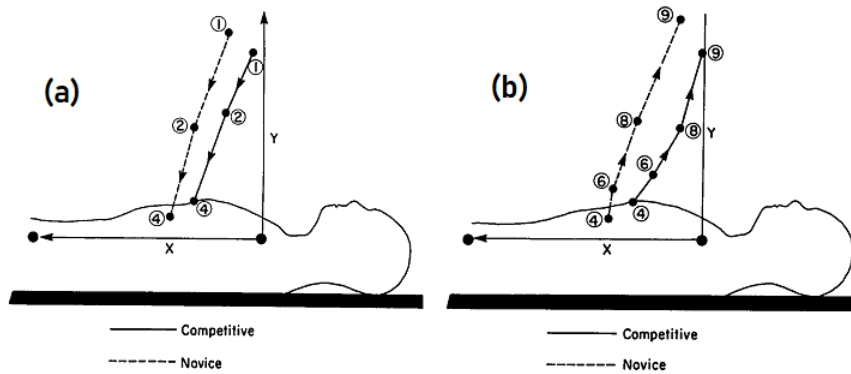 (a)
①
①
②
②
Y
④
④
X
Competitive
Novice
(b)
⑨
⑨
⑧
Y
⑧
⑥
⑥
④
④
X
Competitive
Novice